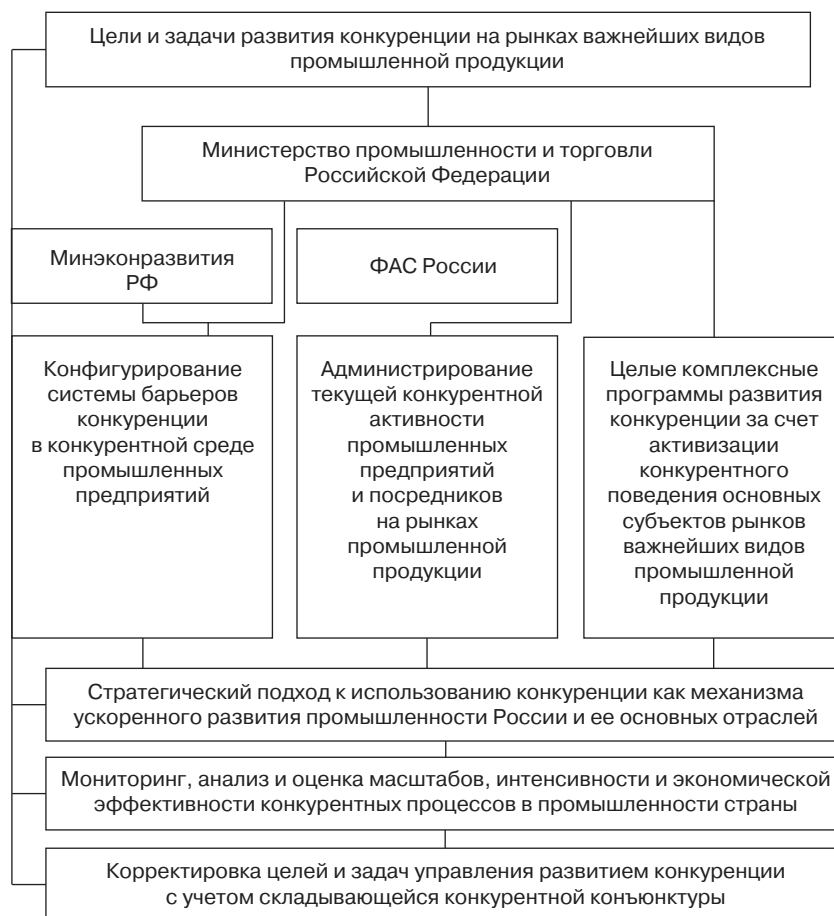 Цели и задачи развития конкуренции на рынках важнейших видов
промышленной продукции
Министерство промышленности и торговли
Российской Федерации
Минэконразвития
РФ
ФАС России
Конфигурирование
системы барьеров
конкуренции
в конкурентной среде
промышленных
предприятий
Администрирование
текущей конкурентной
активности
промышленных
предприятий
и посредников
на рынках
промышленной
продукции
Целые комплексные
программы развития
конкуренции за счет
активизации
конкурентного
поведения основных
субъектов рынков
важнейших видов
промышленной
продукции
Стратегический подход к использованию конкуренции как механизма
ускоренного развития промышленности России и ее основных отраслей
Мониторинг, анализ и оценка масштабов, интенсивности и экономической
эффективности конкурентных процессов в промышленности страны
Корректировка целей и задач управления развитием конкуренции
с учетом складывающейся конкурентной конъюнктуры